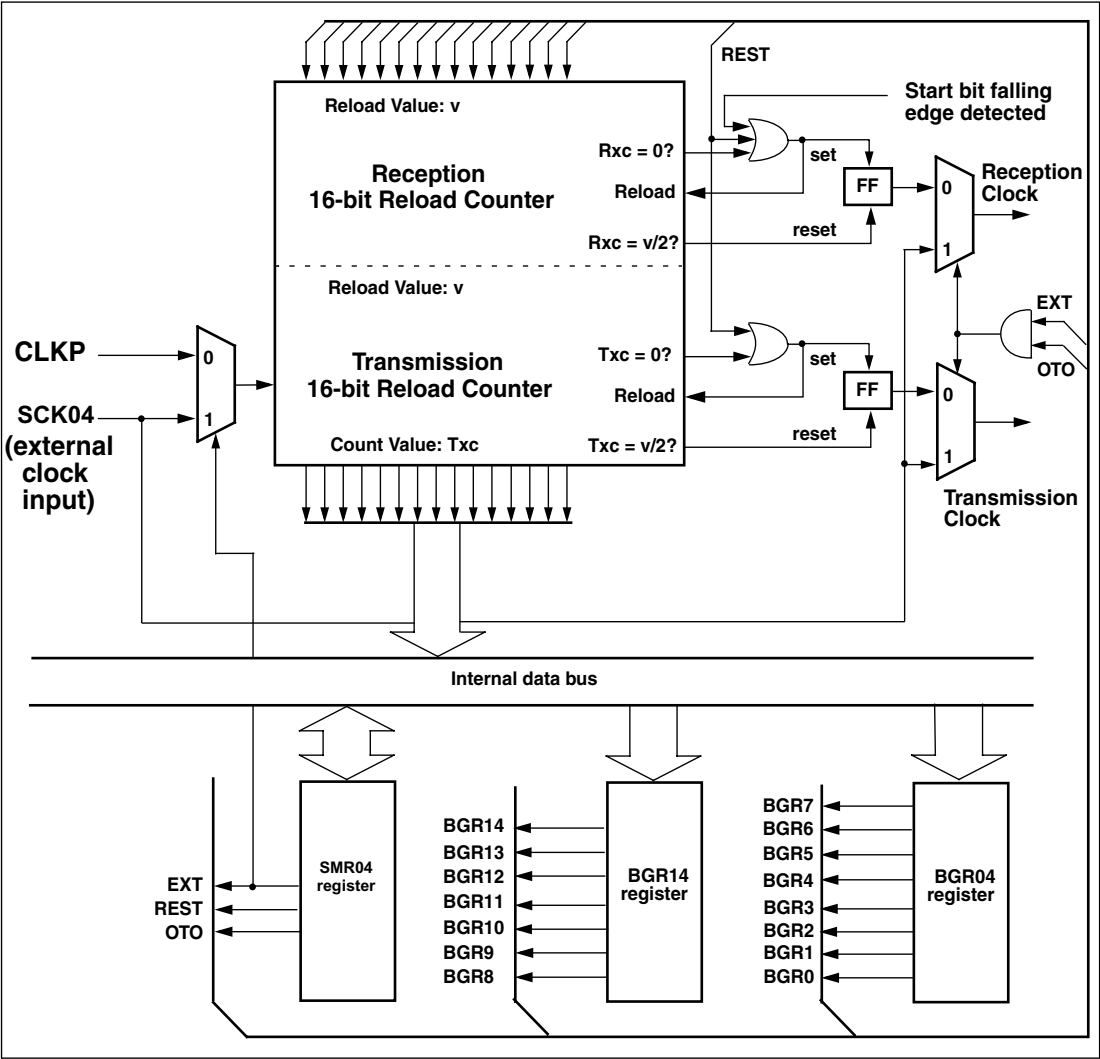 REST
Start bit falling
edge detected
Reload Value: v
Rxc = 0?
set
Reception
16-bit Reload Counter
Reload
FF
0
Reception
Clock
Rxc = v/2?
reset
1
Reload Value: v
EXT
CLKP
0
Transmission
16-bit Reload Counter
Txc = 0?
set
OTO
Reload
FF
0
SCK04
(external
clock
input)
1
Count Value: Txc
Txc = v/2?
reset
1
Transmission
Clock
Internal data bus
SMR04
register
EXT
REST
OTO
BGR14
BGR13
BGR12
BGR11
BGR10
BGR9
BGR8
BGR14
register
BGR7
BGR6
BGR5
BGR4
BGR3
BGR2
BGR1
BGR0
BGR04
register